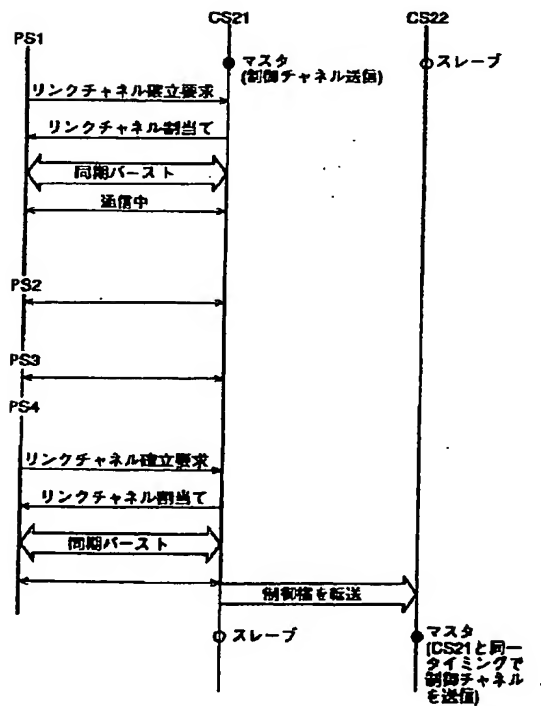 PS1
CS21
CS22
マスタ
(制御チャネル送信)
スレーブ
リンクチャネル確立要求
リンクチャネル割当て
同期バースト
通信中
PS2
PS3
PS4
リンクチャネル確立要求
リンクチャネル割当て
同期バースト
制御権を転送
スレーブ
マスタ
(CS21と同一
タイミングで
制御チャネル
を送信)